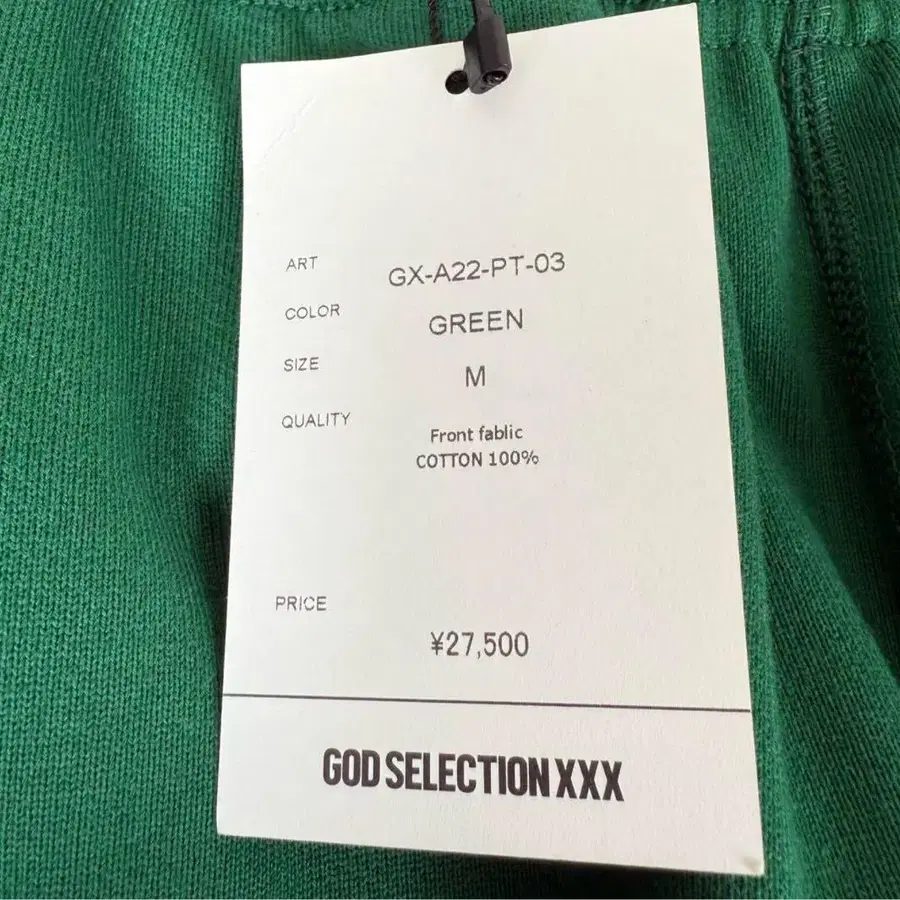 ART GX-A22-PT-03
COLOR GREEN
SIZE M
QUALITY Front fablic
COTTON 100%
PRICE
¥27,500
GOD SELECTION XXX